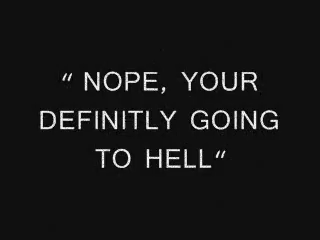 “ NOPE, YOUR
DEFINITLY GOING
TO HELL“